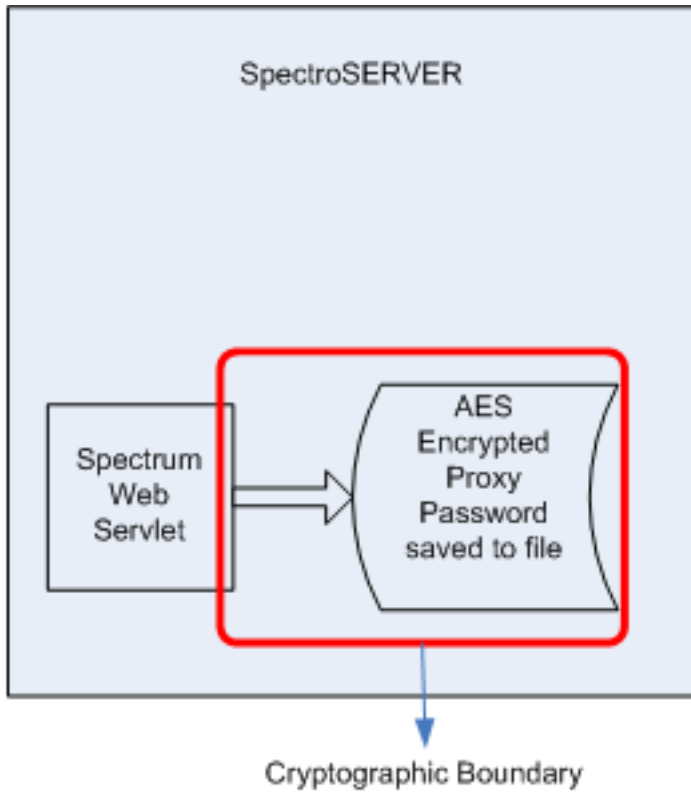 SpectroSERVER
Spectrum
Web
Servlet
AES
Encrypted
Proxy
Password
saved to file
Cryptographic Boundary